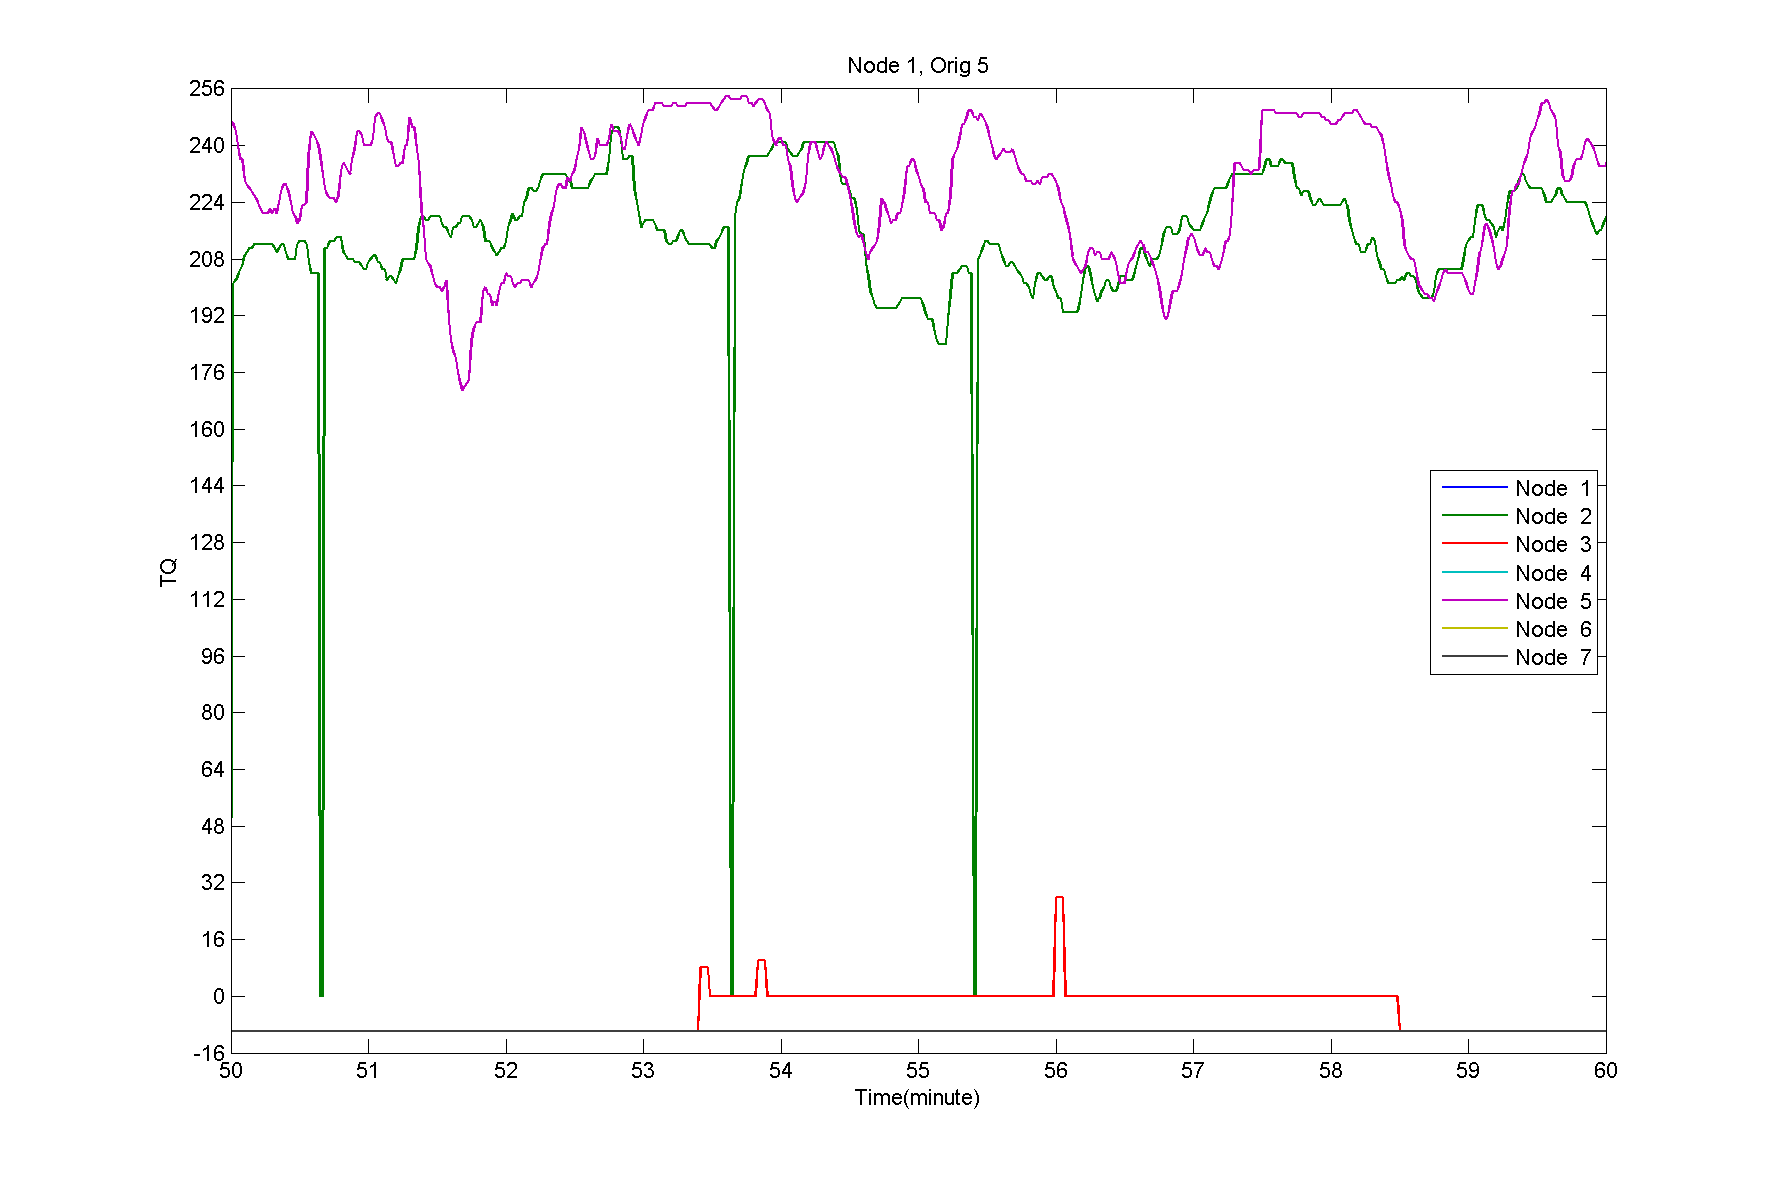 Node 1, Orig 5
256
240
224
208
192
176
160
144
128
112
96
80
64
48
32
16
0
-16
TQ
Node 1
Node 2
Node 3
Node 4
Node 5
Node 6
Node 7
50 51 52 53 54 55 56 57 58 59 60
Time(minute)